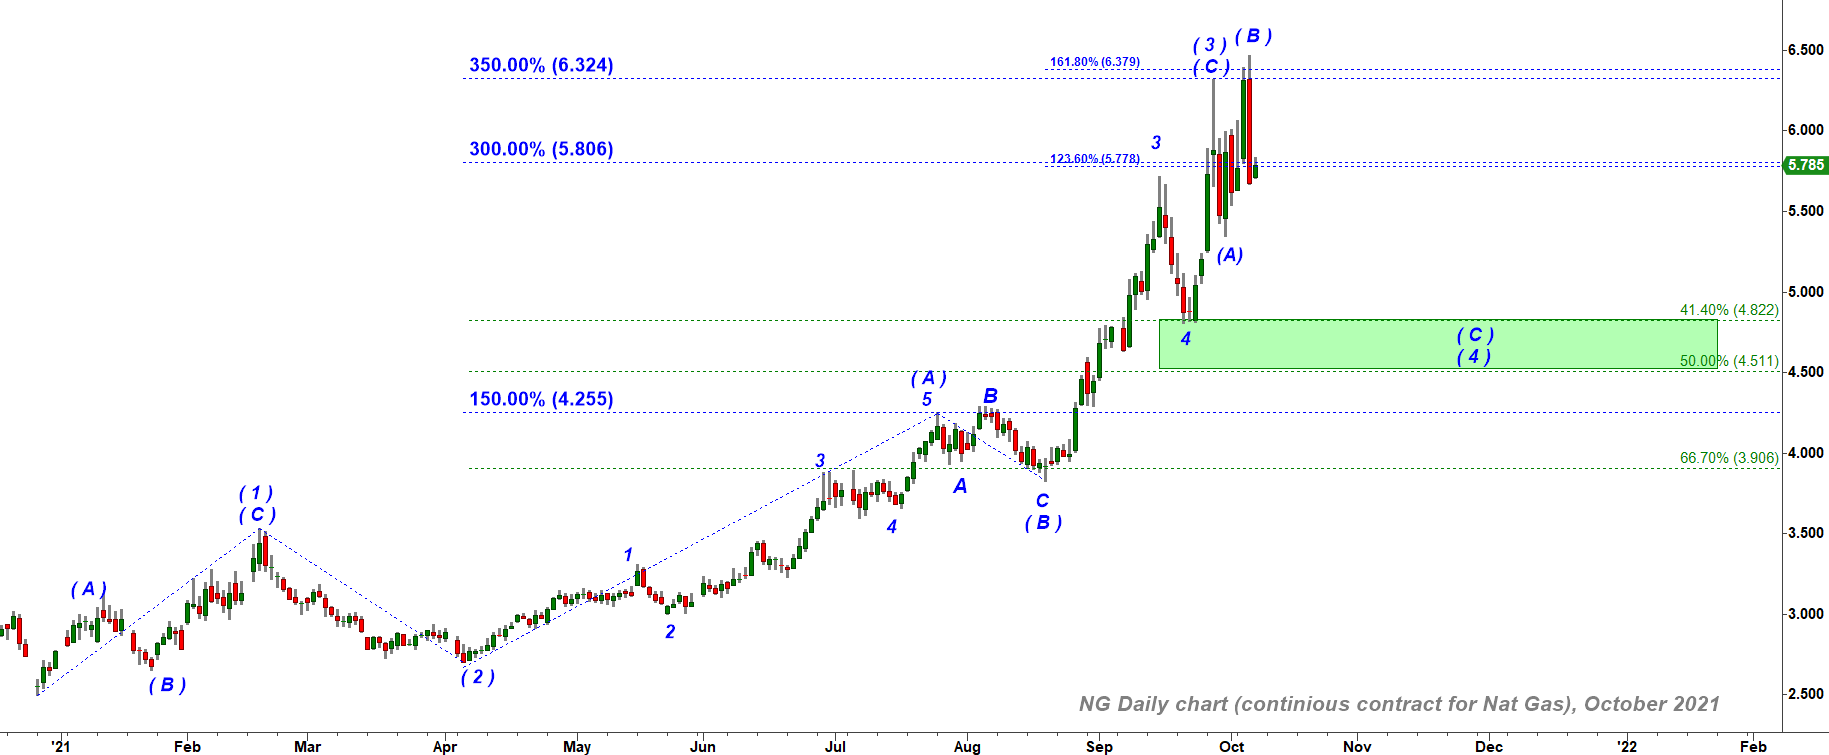 ( B )
( 3 )
6.500
161.80% (6.379)
350.00% (6.324)
( C )
6.000
3
300.00% (5.806)
123.60% (5.778)
5.785
5.500
(A)
5.000
41.40% (4.822)
4
( C )
( 4 )
50.00% (4.511)
4.500
( A )
5
B
150.00% (4.255)
3
4.000
66.70% (3.906)
A
( 1 )
C
( C )
( B )
4
3.500
1
( A )
3.000
2
( 2 )
( B )
2.500
NG Daily chart (continious contract for Nat Gas), October 2021
'21 Feb Mar Apr May Jun Jul Aug Sep Oct Nov Dec '22 Feb